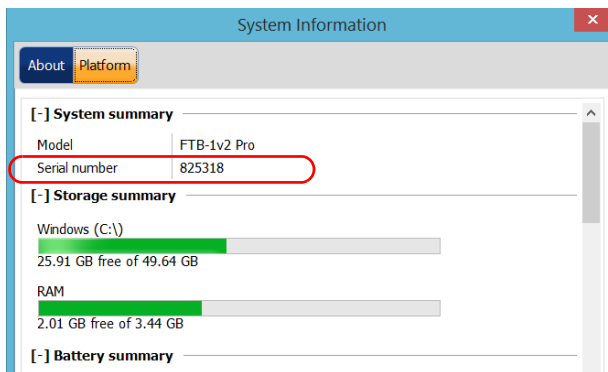 System Information
About Platform
[-] System summary
Model FTB-1v2 Pro
Serial number 825318
[-] Storage summary
Windows (C:\)
25.91 GB free of 49.64 GB
RAM
2.01 GB free of 3.44 GB
[-] Battery summary